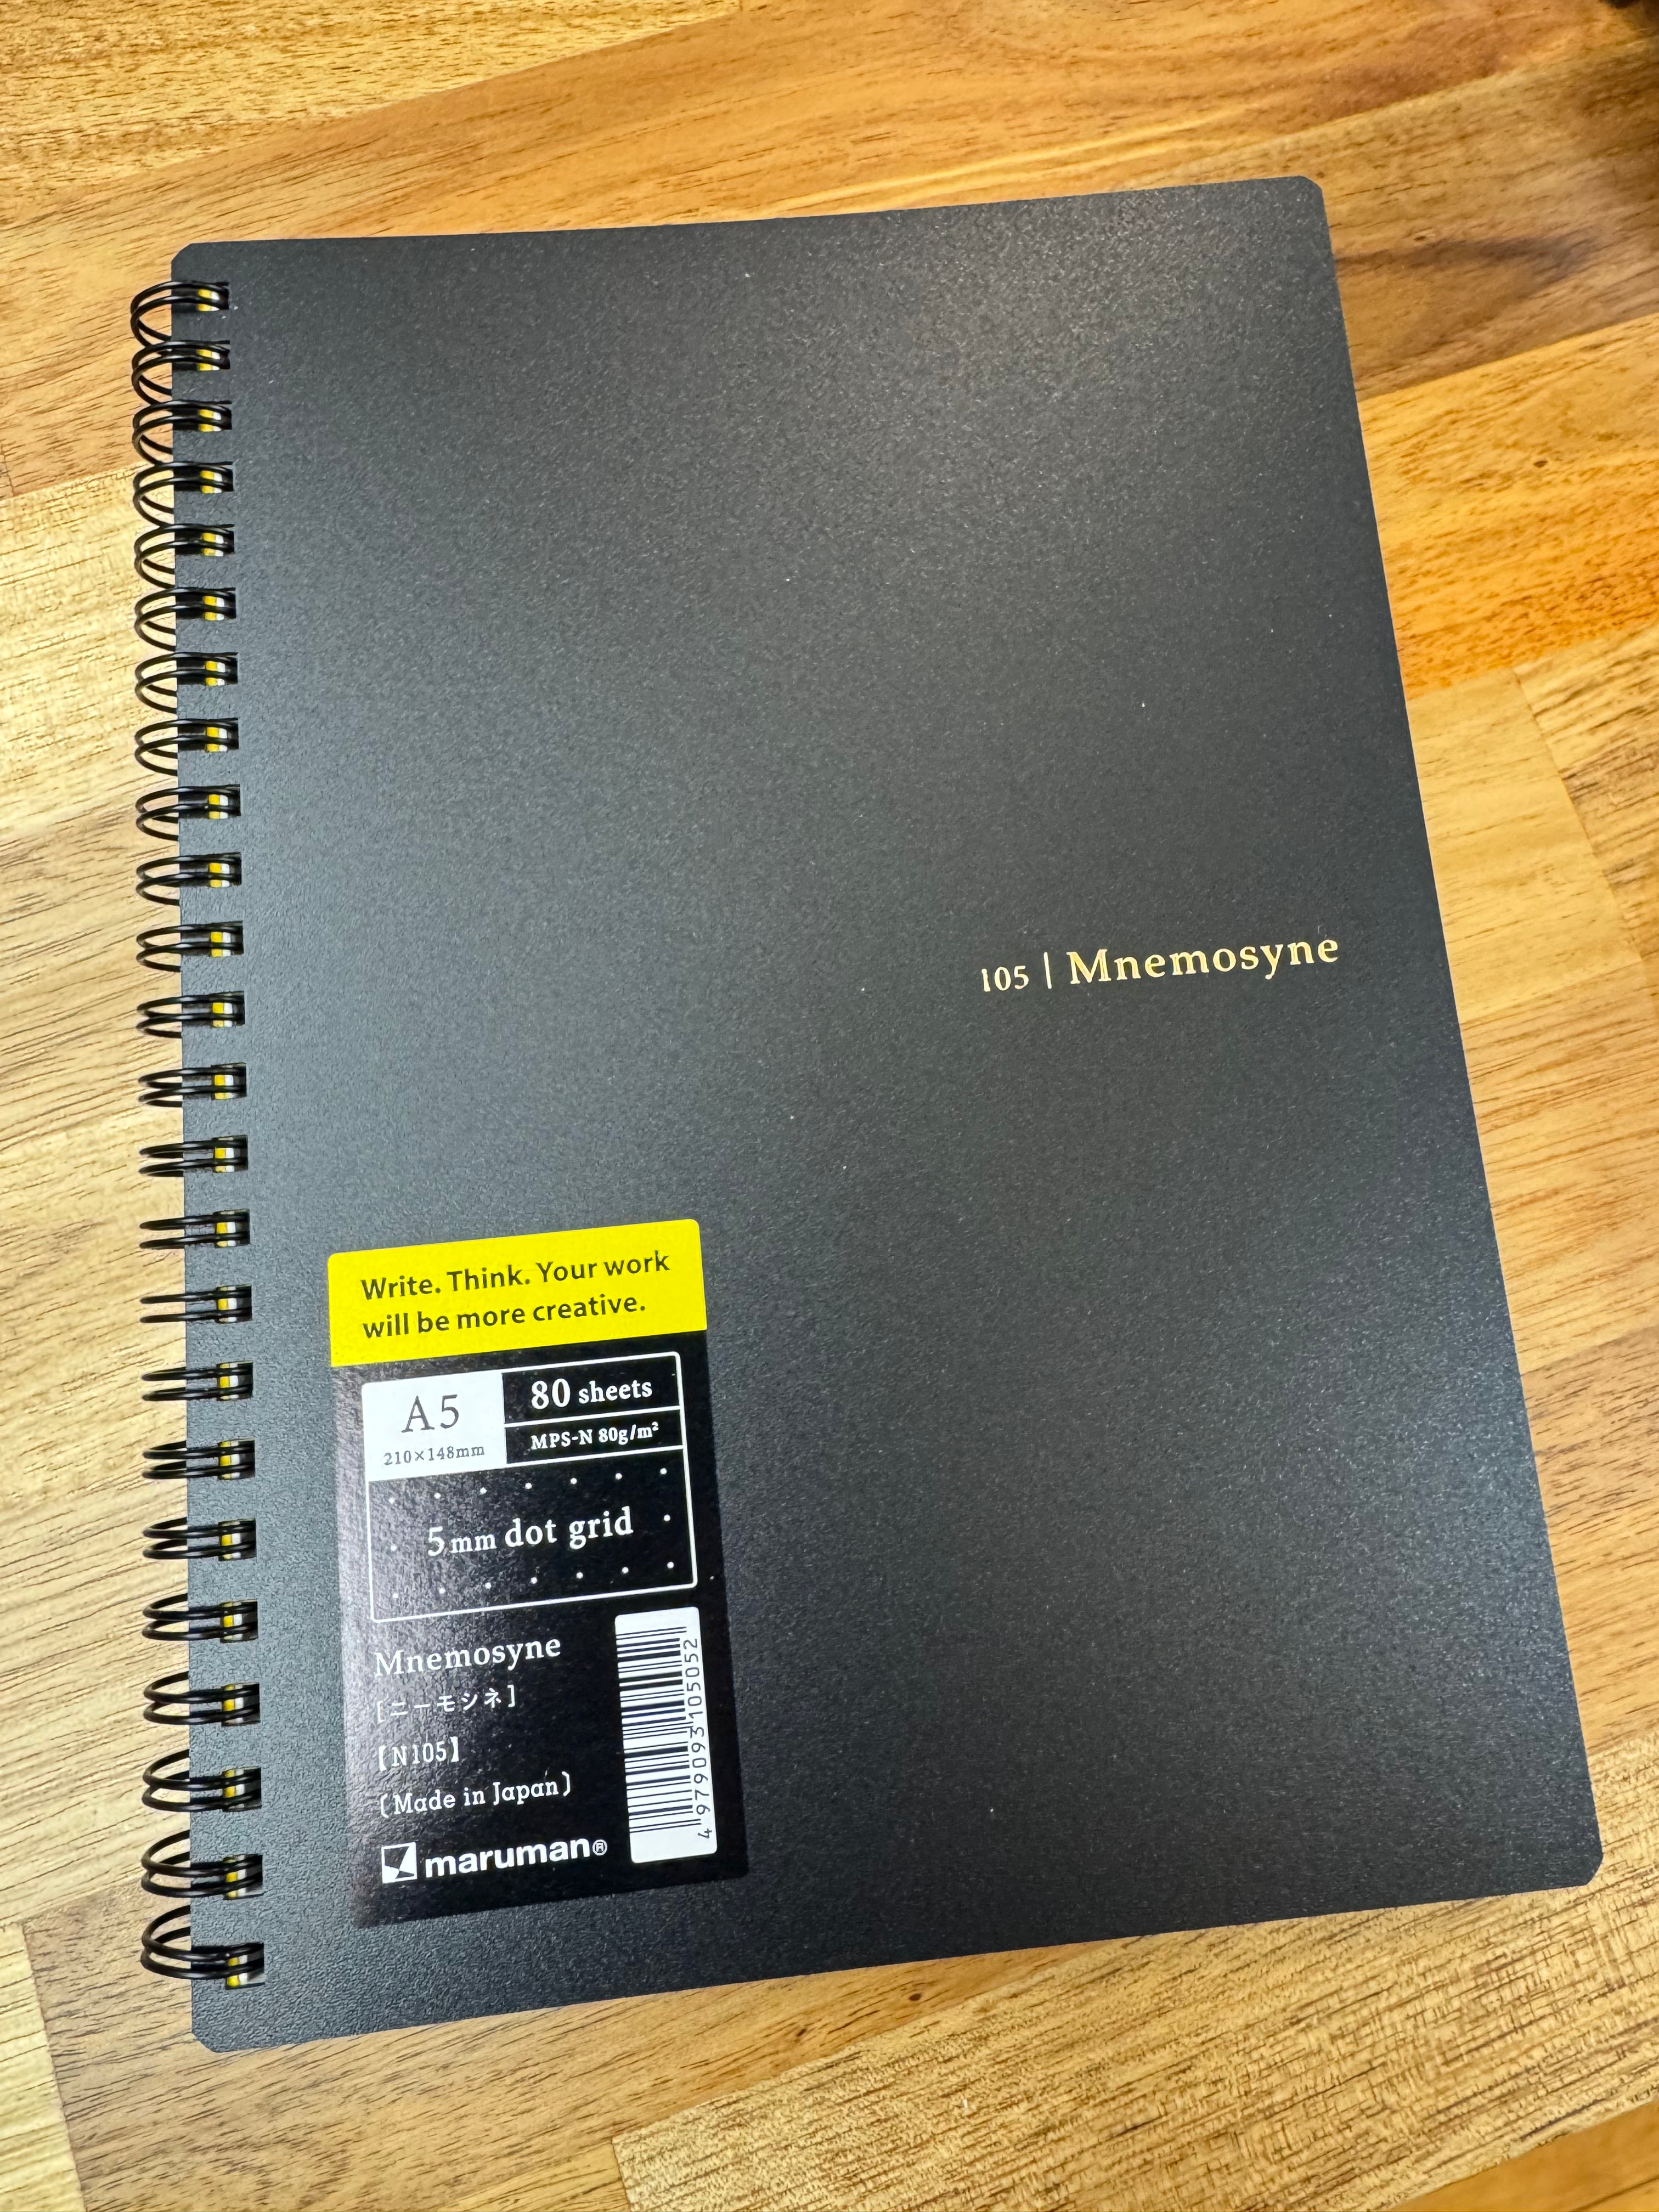 105 | Mnemosyne
Write. Think. Your work
will be more creative.
A5
210×148mm
80 sheets
MPS-N 80g/m²
5mm dot grid
Mnemosyne
[ニーモシネ]
【N105】
〔Made in Japan〕
maruman®
4979093105052